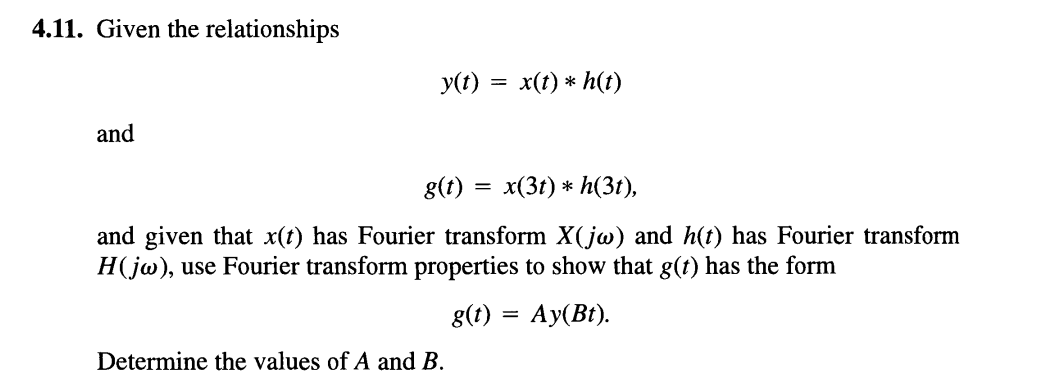 4.11. Given the relationships
y(t) = x(t) * h(t)
and
g(t) = x(3t) * h(3t),
and given that x(t) has Fourier transform X(jω) and h(t) has Fourier transform
H(jω), use Fourier transform properties to show that g(t) has the form
g(t) = Ay(Bt).
Determine the values of A and B.